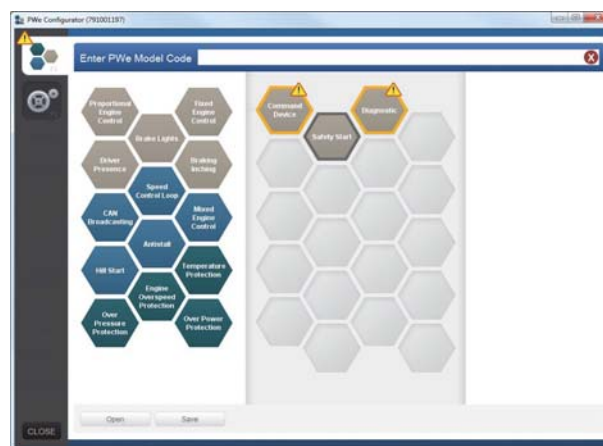 PWe Configurator (791001197)
Enter PWe Model Code
Proportional
Engine
Control
Fixed
Engine
Control
Brake Lights
Driver
Presence
Braking
Inching
Speed
Control Loop
CAN
Broadcasting
Mixed
Engine
Control
Antistall
Hill Start
Temperature
Protection
Engine
Overspeed
Protection
Over
Pressure
Protection
Over Power
Protection
Command
Device
Diagnostic
Safety Start
Open
Save
CLOSE